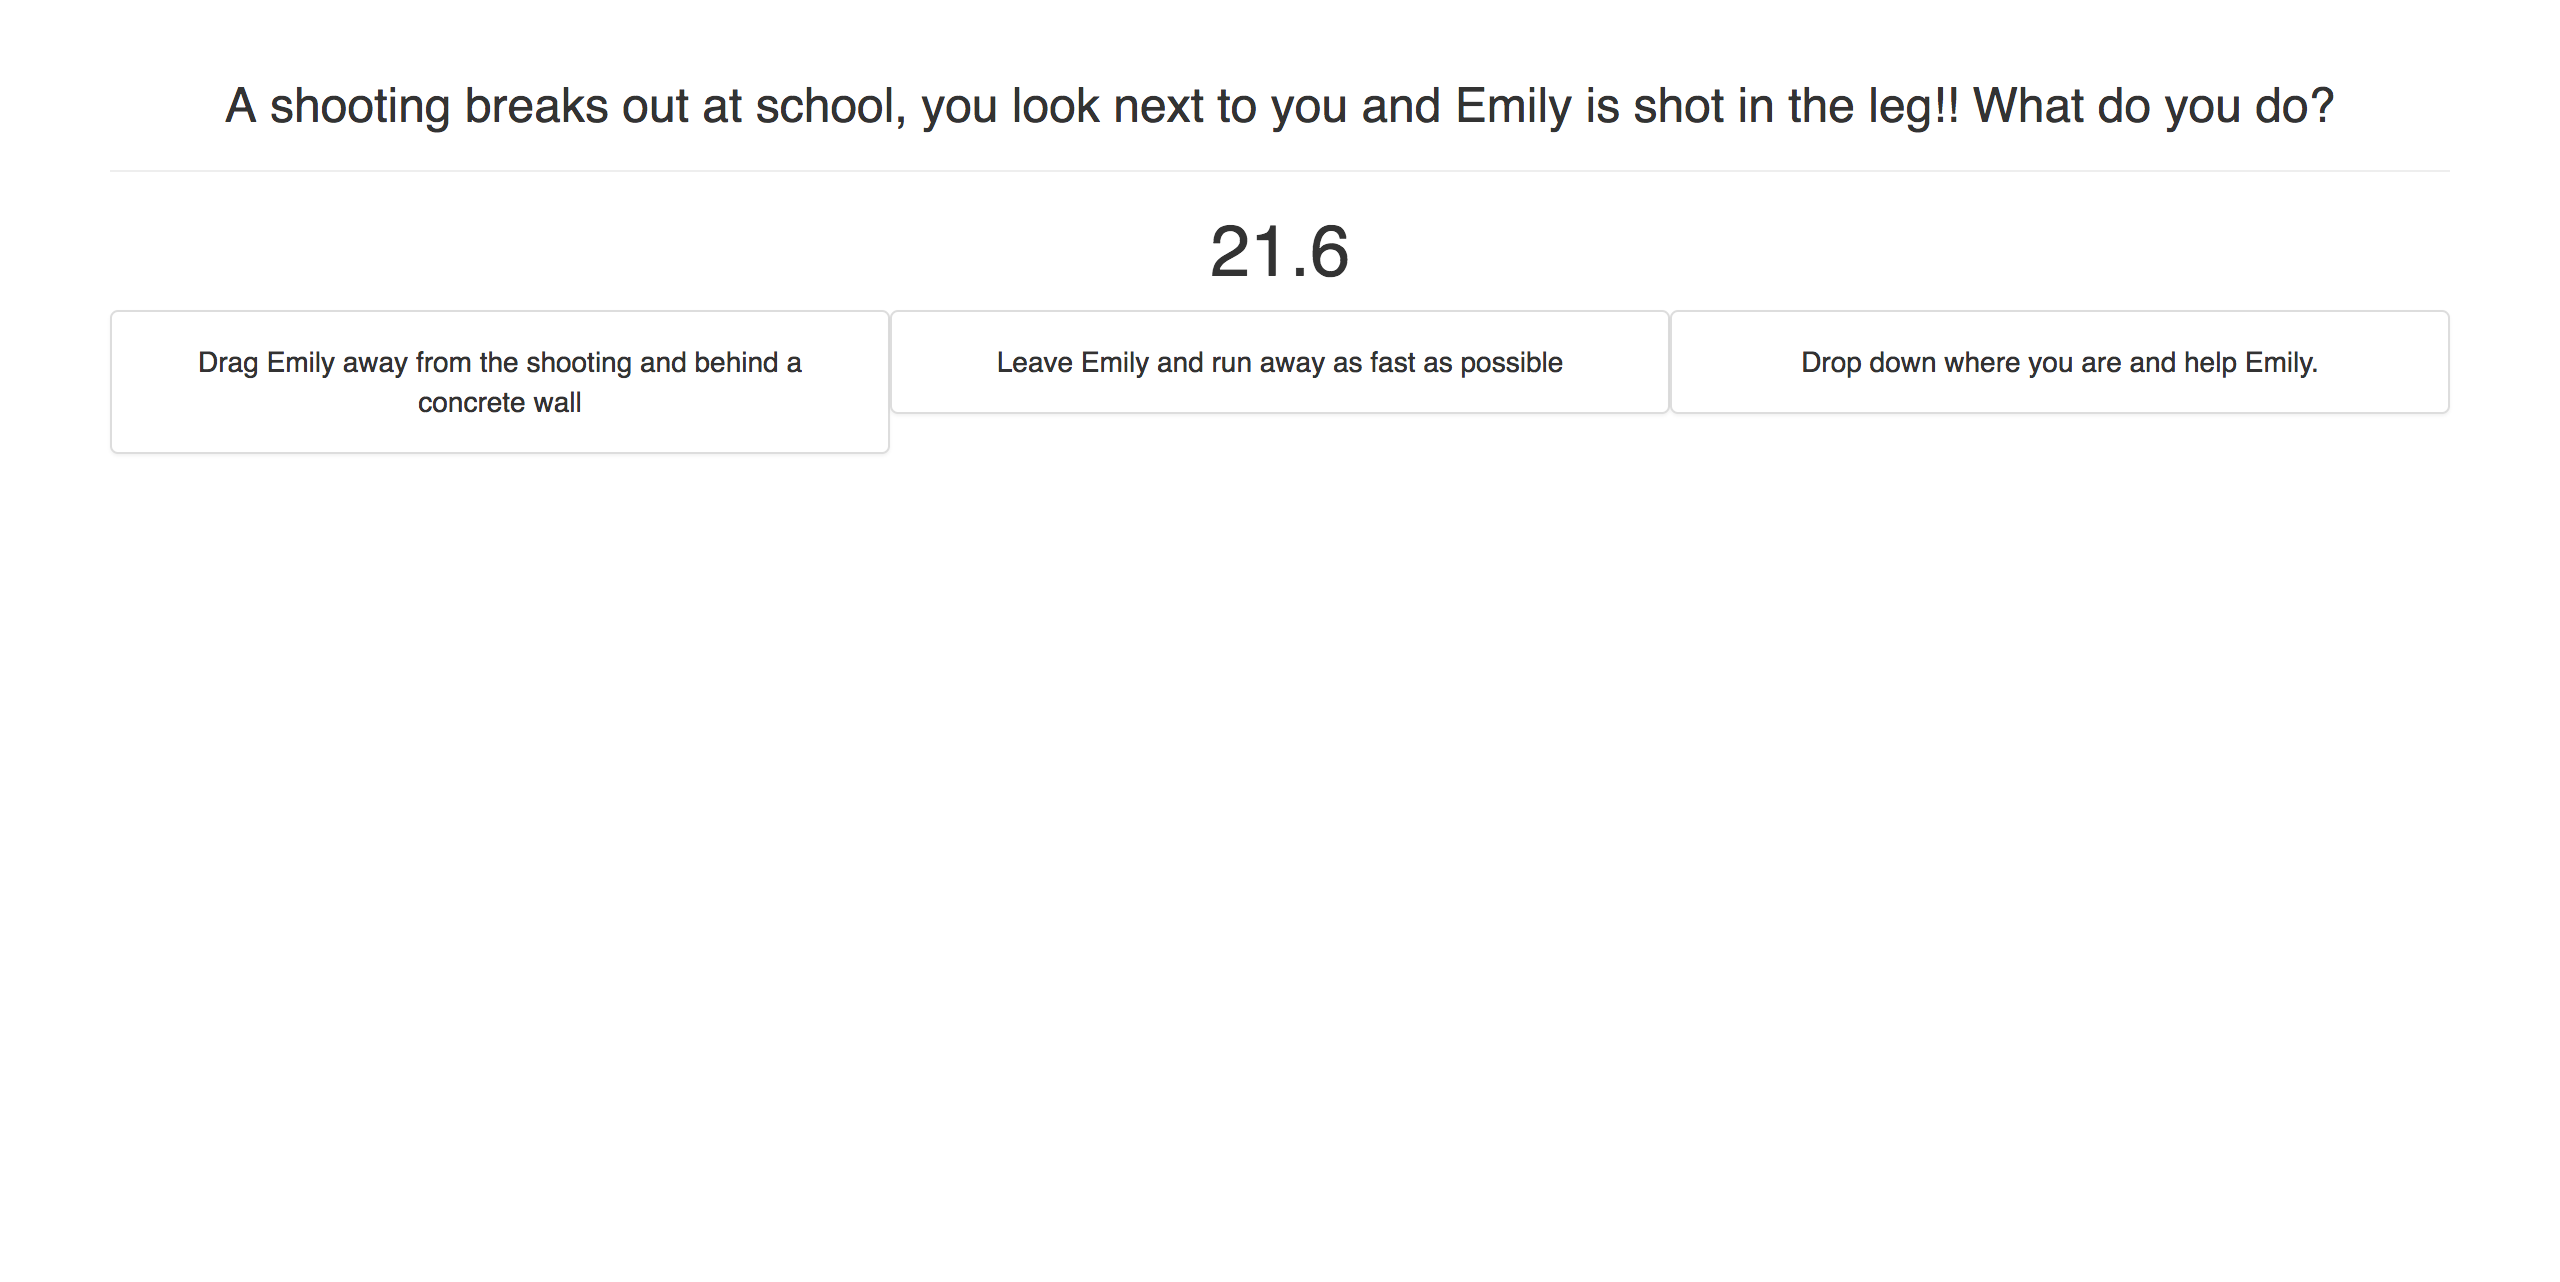 A shooting breaks out at school, you look next to you and Emily is shot in the leg!! What do you do?
21.6
Drag Emily away from the shooting and behind a
concrete wall
Leave Emily and run away as fast as possible
Drop down where you are and help Emily.